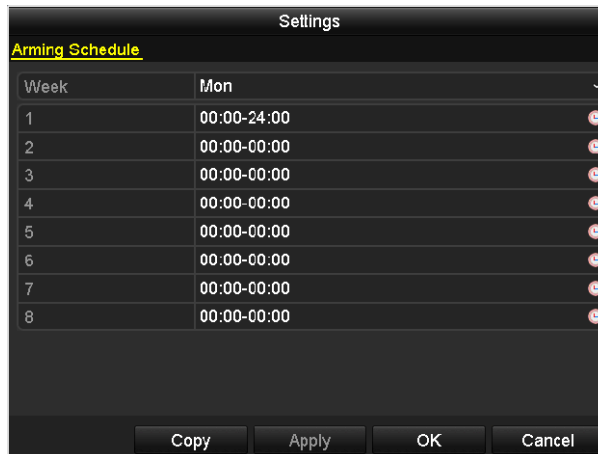 Settings
Arming Schedule
Week Mon
1 00:00-24:00
2 00:00-00:00
3 00:00-00:00
4 00:00-00:00
5 00:00-00:00
6 00:00-00:00
7 00:00-00:00
8 00:00-00:00
Copy Apply OK Cancel